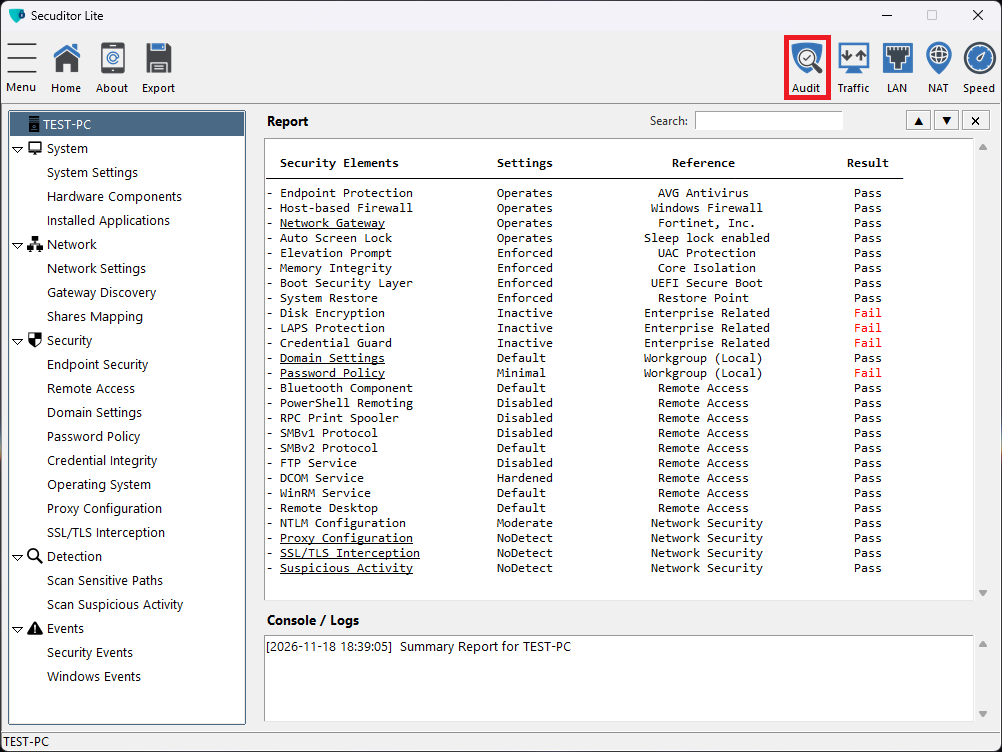 Secuditor Lite
Menu Home About Export Audit Traffic LAN NAT Speed
TEST-PC
System
System Settings
Hardware Components
Installed Applications
Network
Network Settings
Gateway Discovery
Shares Mapping
Security
Endpoint Security
Remote Access
Domain Settings
Password Policy
Credential Integrity
Operating System
Proxy Configuration
SSL/TLS Interception
Detection
Scan Sensitive Paths
Scan Suspicious Activity
Events
Security Events
Windows Events
Report Search:
Security Elements Settings Reference Result
- Endpoint Protection Operates AVG Antivirus Pass
- Host-based Firewall Operates Windows Firewall Pass
- Network Gateway Operates Fortinet, Inc. Pass
- Auto Screen Lock Operates Sleep lock enabled Pass
- Elevation Prompt Enforced UAC Protection Pass
- Memory Integrity Enforced Core Isolation Pass
- Boot Security Layer Enforced UEFI Secure Boot Pass
- System Restore Enforced Restore Point Pass
- Disk Encryption Inactive Enterprise Related Fail
- LAPS Protection Inactive Enterprise Related Fail
- Credential Guard Inactive Enterprise Related Fail
- Domain Settings Default Workgroup (Local) Pass
- Password Policy Minimal Workgroup (Local) Fail
- Bluetooth Component Default Remote Access Pass
- PowerShell Remoting Disabled Remote Access Pass
- RPC Print Spooler Disabled Remote Access Pass
- SMBv1 Protocol Disabled Remote Access Pass
- SMBv2 Protocol Default Remote Access Pass
- FTP Service Disabled Remote Access Pass
- DCOM Service Hardened Remote Access Pass
- WinRM Service Default Remote Access Pass
- Remote Desktop Default Remote Access Pass
- NTLM Configuration Moderate Network Security Pass
- Proxy Configuration NoDetect Network Security Pass
- SSL/TLS Interception NoDetect Network Security Pass
- Suspicious Activity NoDetect Network Security Pass
Console / Logs
[2026-11-18 18:39:05] Summary Report for TEST-PC
TEST-PC